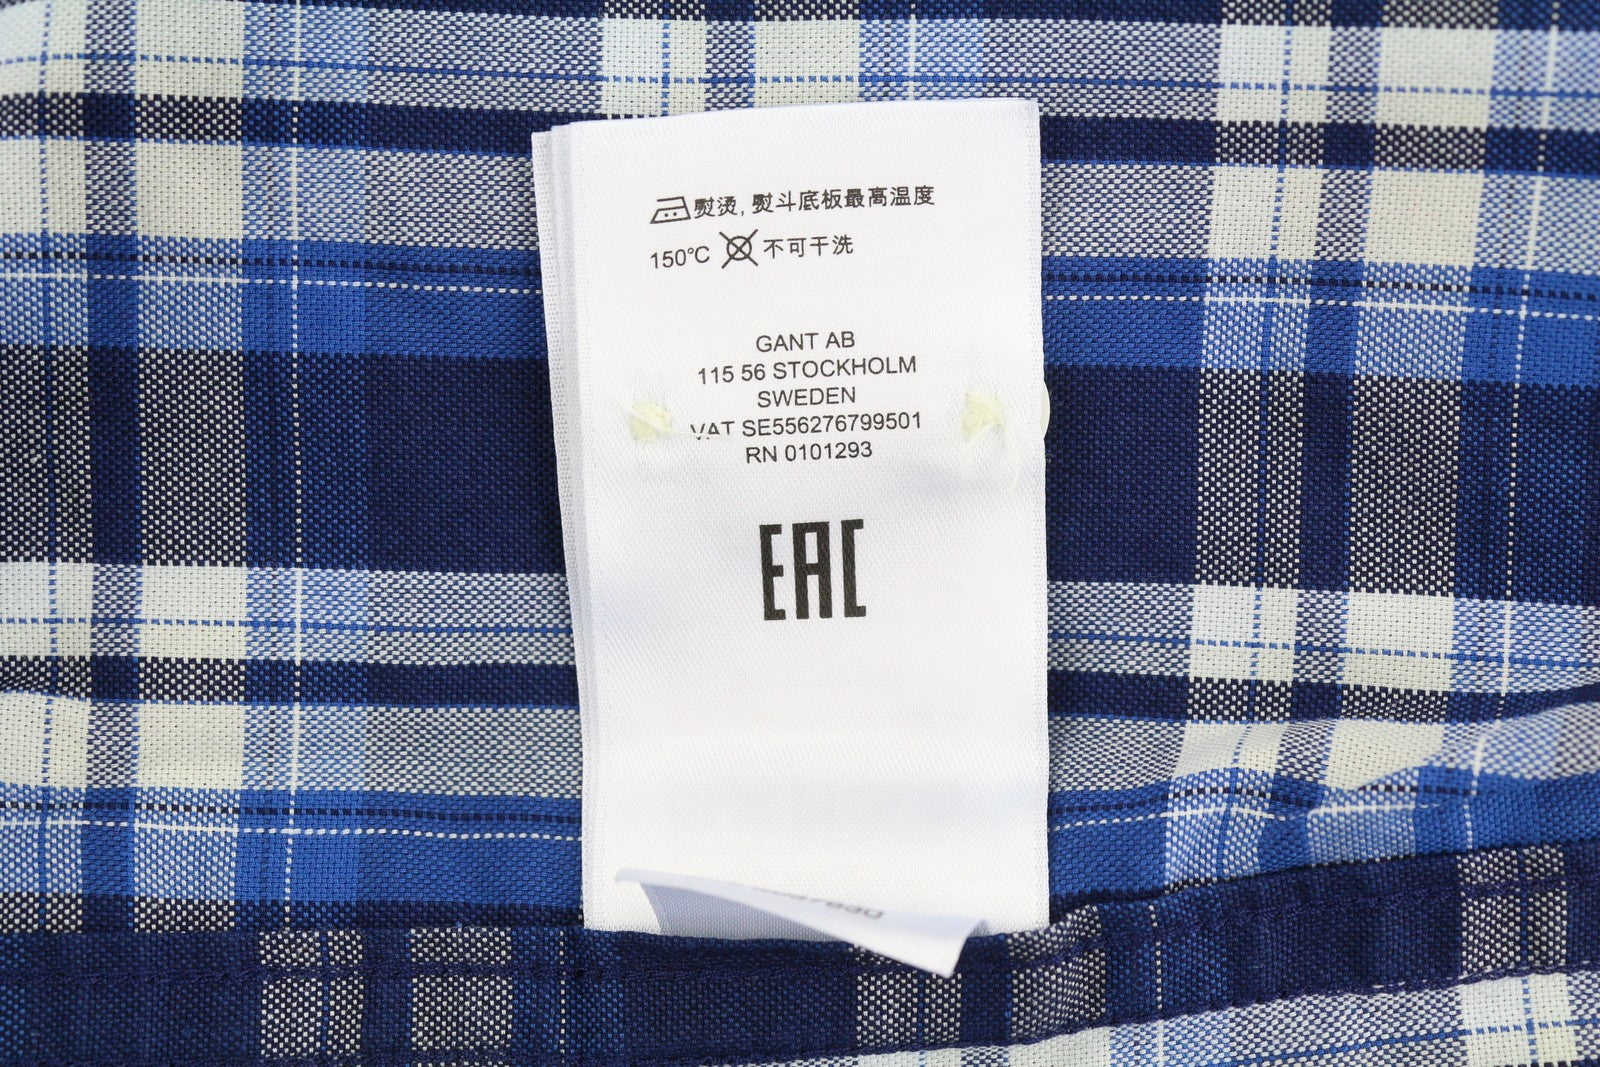 熨烫, 熨斗底板最高温度
150℃ 不可干洗
GANT AB
115 56 STOCKHOLM
SWEDEN
VAT SE556276799501
RN 0101293
EAC